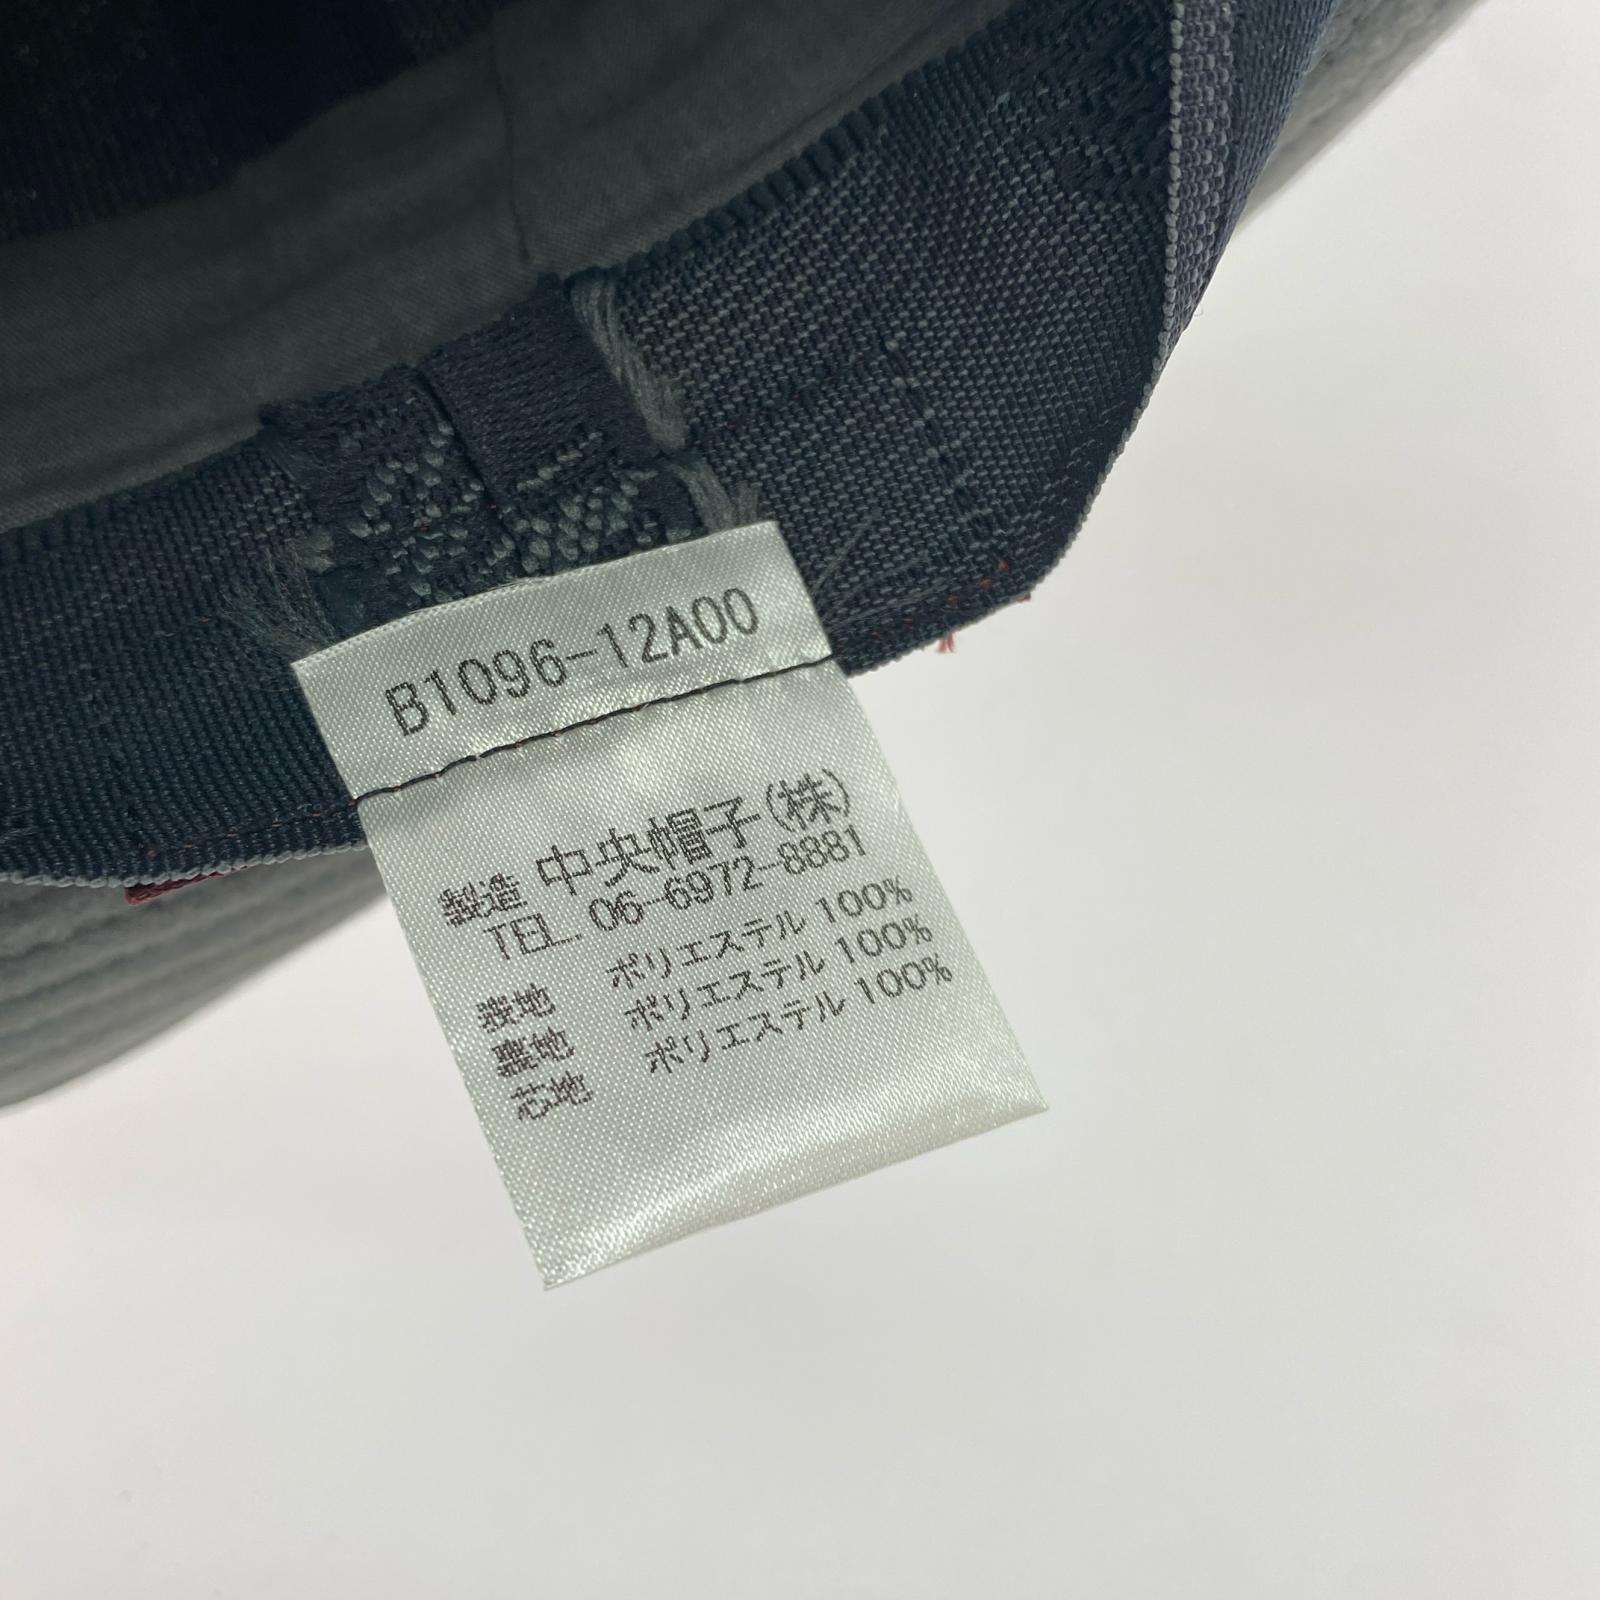 B1096-12A00
製造 中央帽子(株)
TEL. 06-6972-8881
表地 ポリエステル 100%
裏地 ポリエステル 100%
芯地 ポリエステル 100%